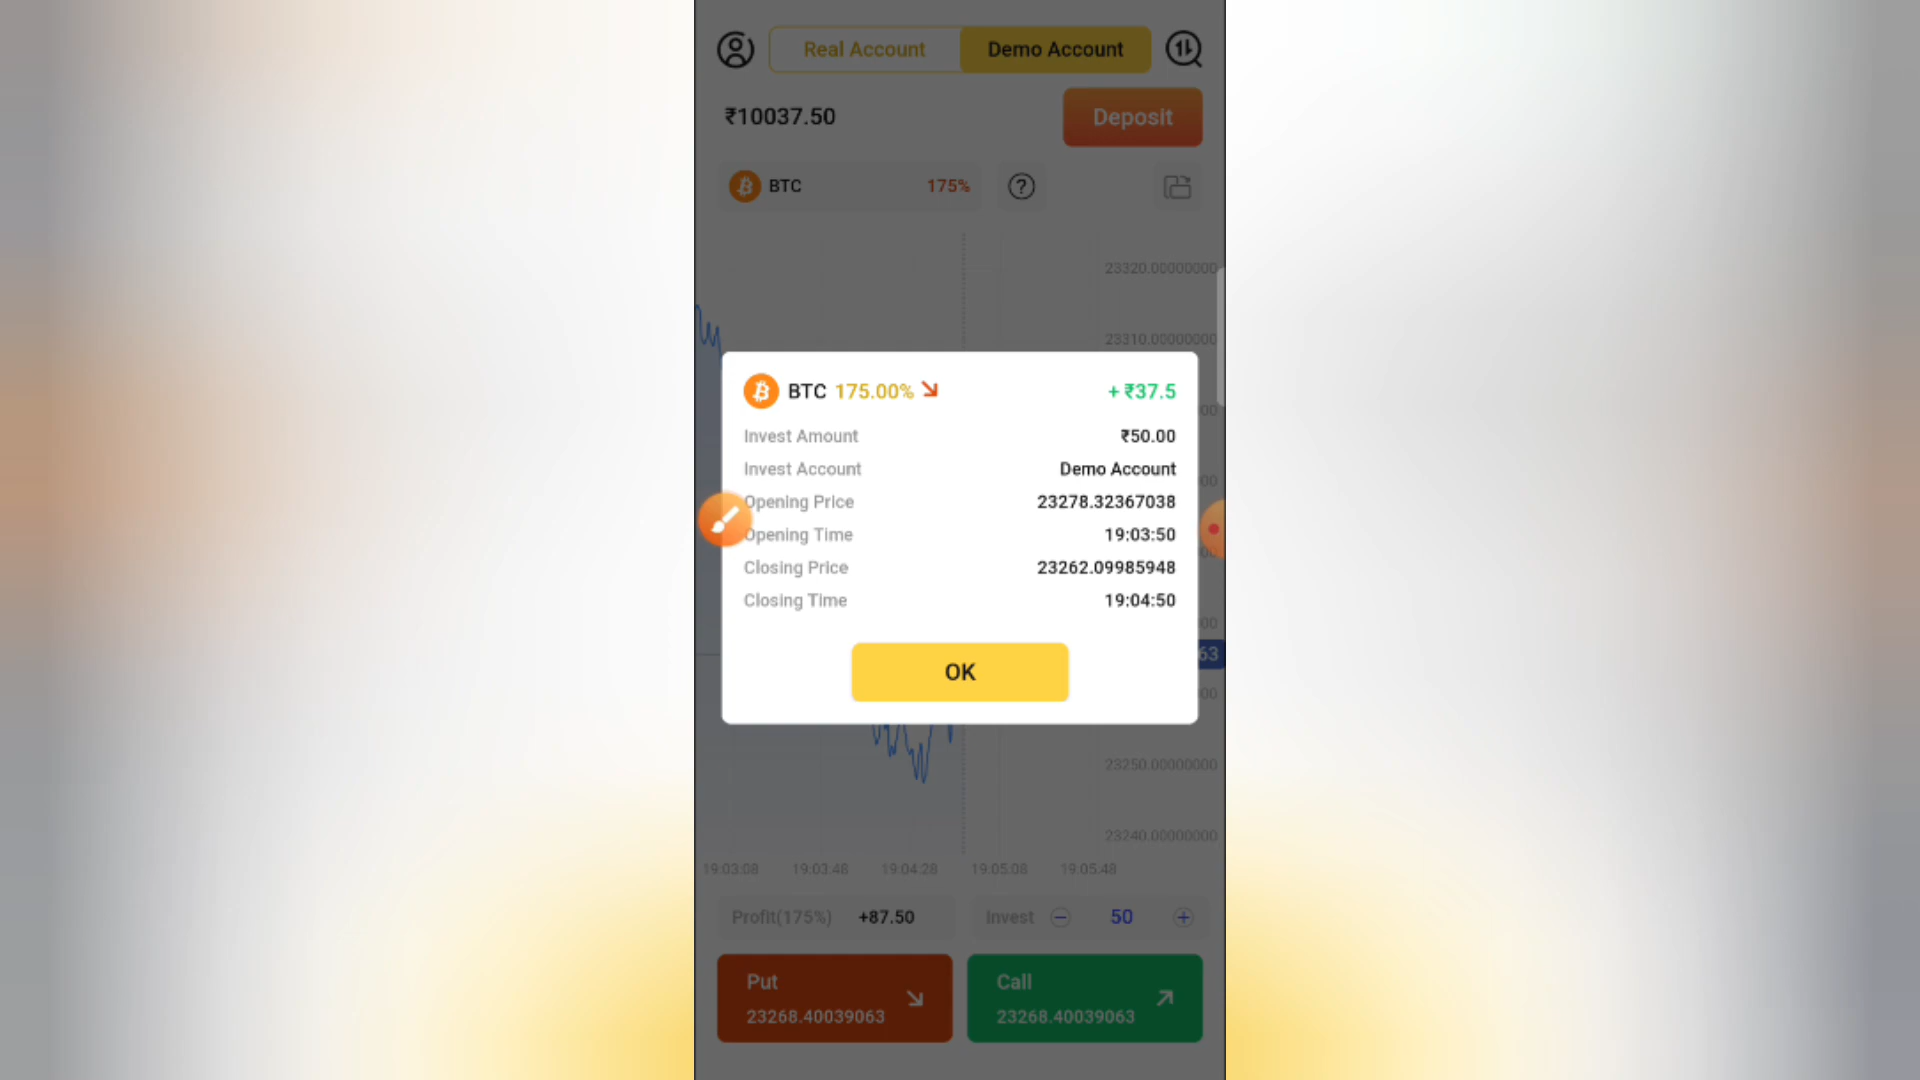 Real Account
Demo Account
₹10037.50
Deposit
BTC
175%
23320.00000000
23310.00000000
BTC 175.00%
+ ₹37.5
Invest Amount
₹50.00
Invest Account
Demo Account
Opening Price
23278.32367038
Opening Time
19:03:50
Closing Price
23262.09985948
Closing Time
19:04:50
63
OK
23250.00000000
23240.00000000
19:03:08
19:03:48
19:04:28
19:05:08
19:05:48
Profit(175%)
+87.50
Invest
50
Put
23268.40039063
Call
23268.40039063